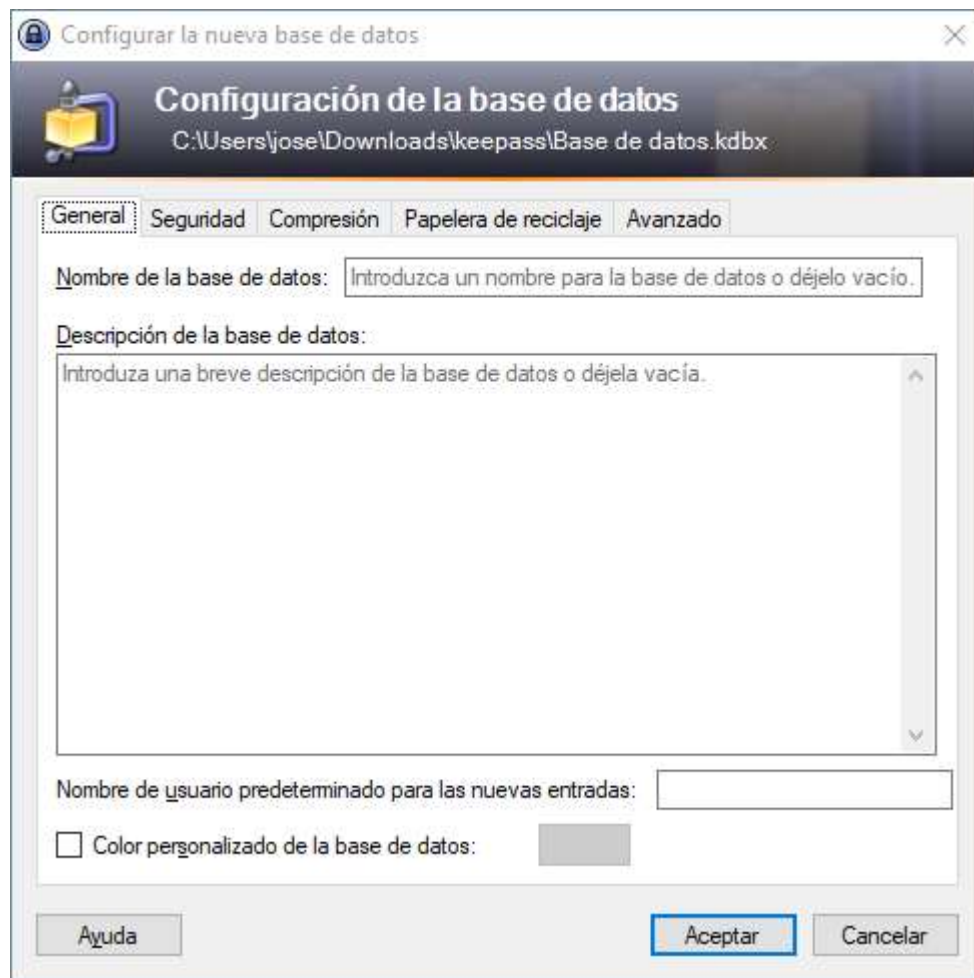 Configurar la nueva base de datos
Configuración de la base de datos
C:\Users\jose\Downloads\keepass\Base de datos.kdbx
General Seguridad Compresión Papelera de reciclaje Avanzado
Nombre de la base de datos: Introduzca un nombre para la base de datos o déjelo vacío.
Descripción de la base de datos:
Introduza una breve descripción de la base de datos o déjela vacía.
Nombre de usuario predeterminado para las nuevas entradas:
Color personalizado de la base de datos:
Ayuda Aceptar Cancelar